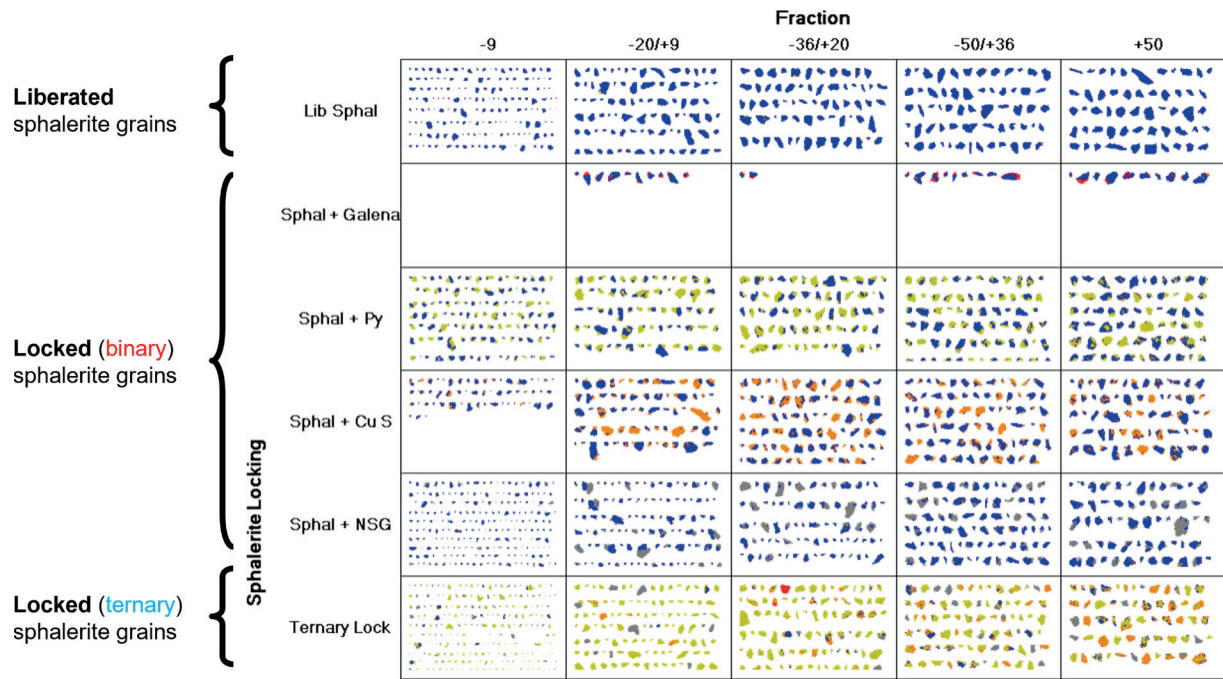 Fraction
-9 -20/+9 -36/+20 -50/+36 +50
Liberated
sphalerite grains
Lib Sphal
Sphal + Galena
Sphal + Py
Locked (binary)
sphalerite grains
Sphal + Cu S
Sphalerite Locking
Sphal + NSG
Locked (ternary)
sphalerite grains
Ternary Lock